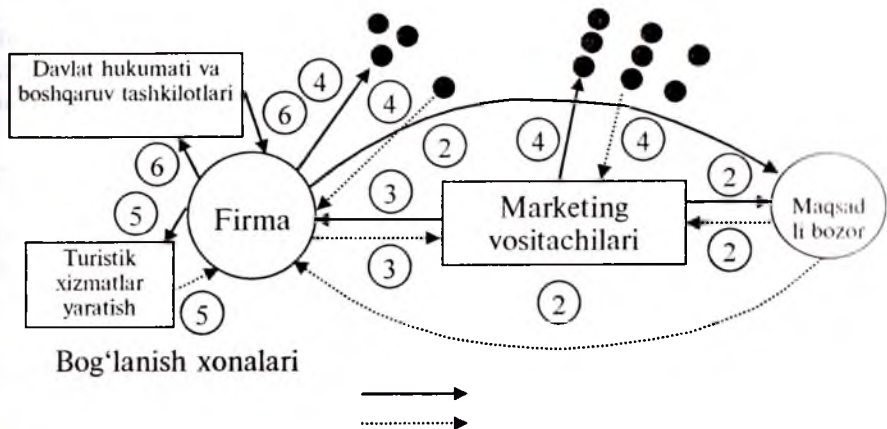 Davlat hukumati va
boshqaruv tashkilotlari
6
4
4
2
4
4
6
5
Firma
3
Marketing
vositachilari
2
Maqsad
li bozor
Turistik
xizmatlar
yaratish
5
3
2
2
Bog‘lanish xonalari